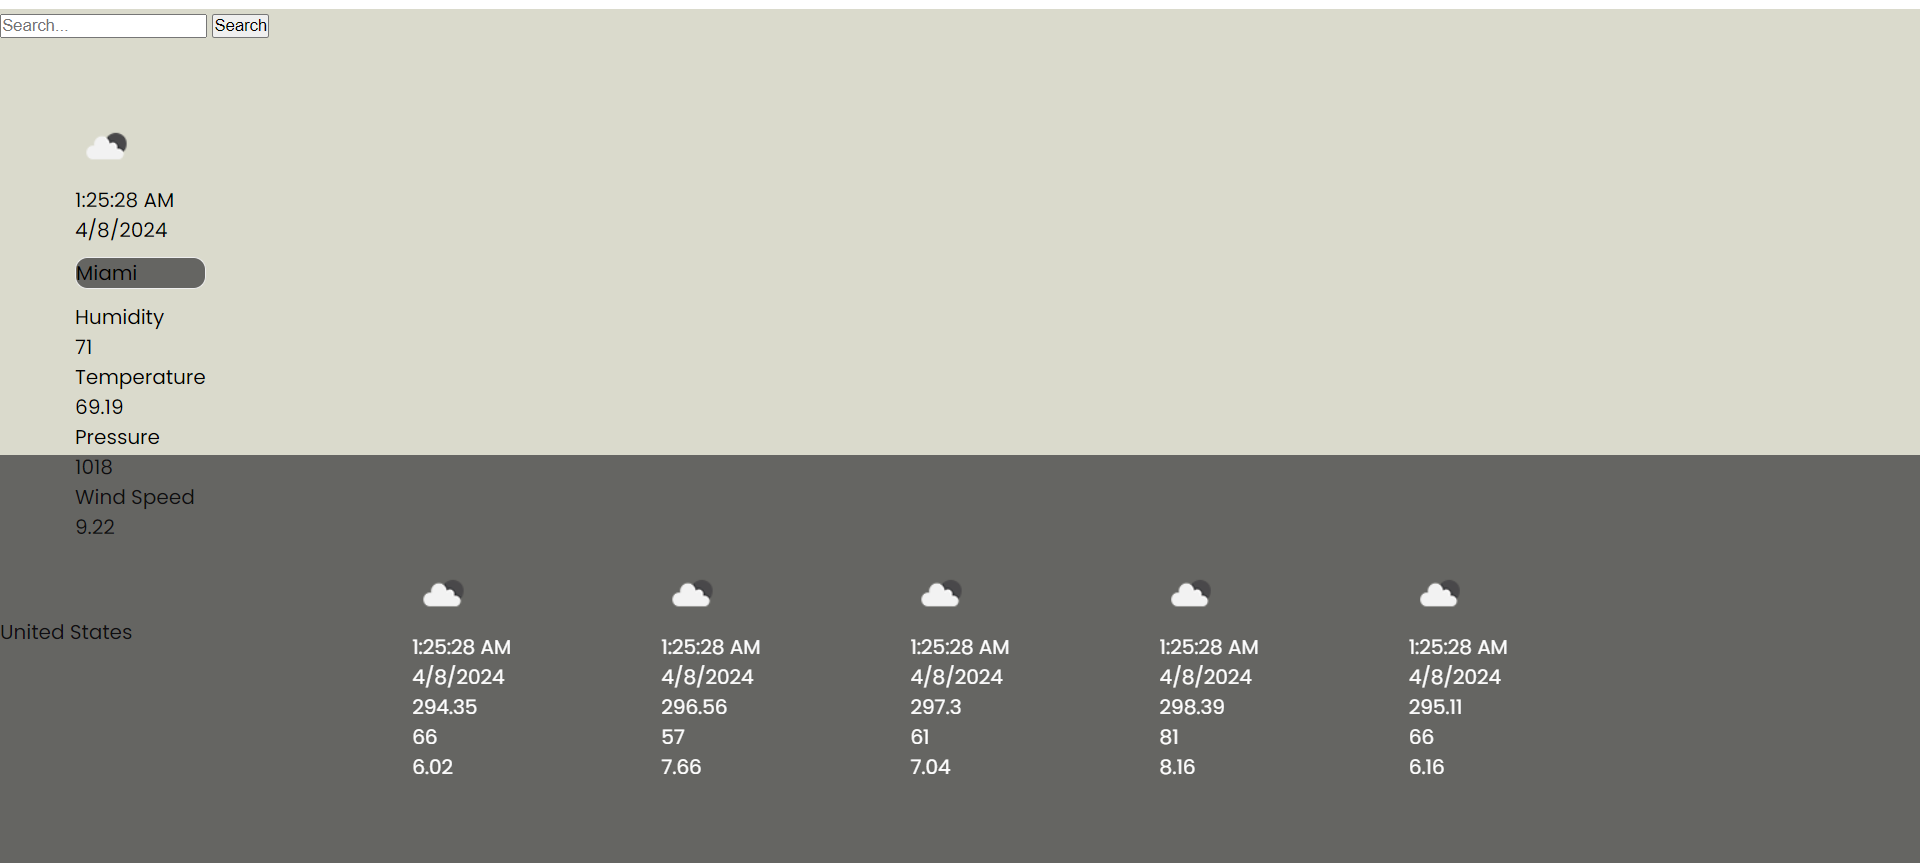 Search... Search
1:25:28 AM
4/8/2024
Miami
Humidity
71
Temperature
69.19
Pressure
1018
Wind Speed
9.22
United States
1:25:28 AM 1:25:28 AM 1:25:28 AM 1:25:28 AM 1:25:28 AM
4/8/2024 4/8/2024 4/8/2024 4/8/2024 4/8/2024
294.35 296.56 297.3 298.39 295.11
66 57 61 81 66
6.02 7.66 7.04 8.16 6.16